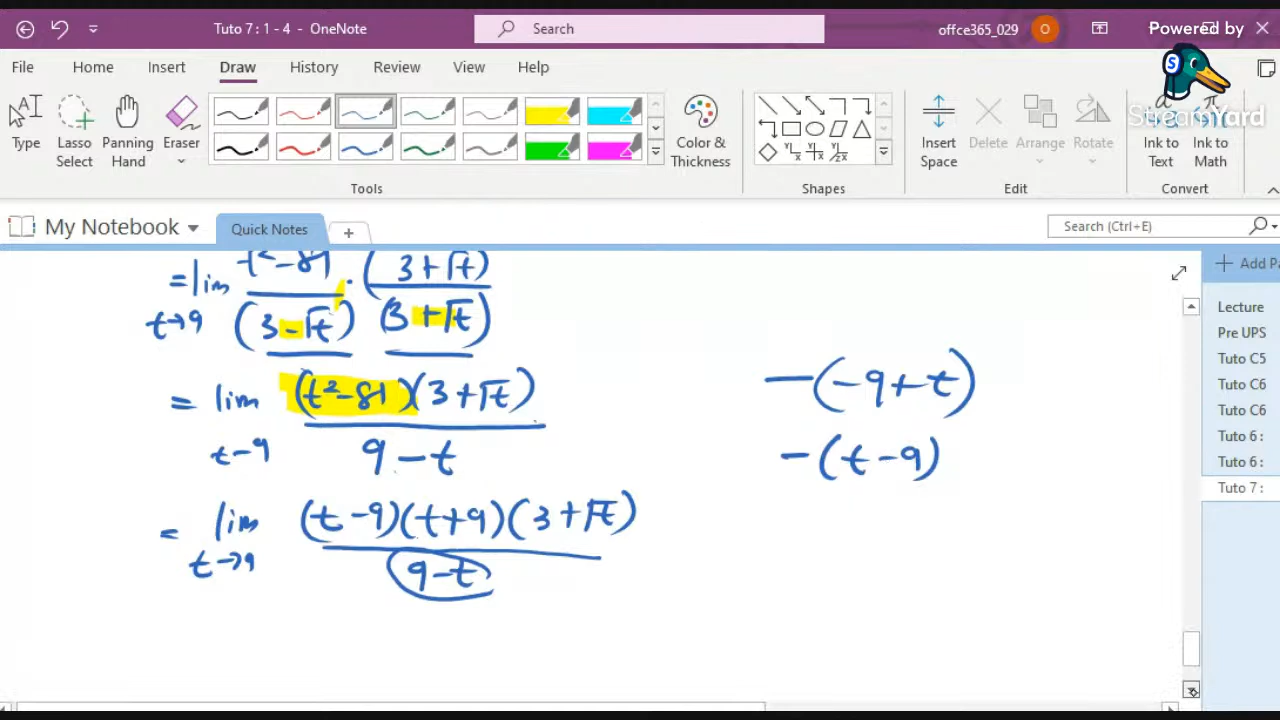 Tuto 7 : 1 - 4 - OneNote
Search
offce365_029
O
Powered by
StreamYard
File Home Insert Draw History Review View Help
Type
Lasso Select
Panning Hand
Eraser
Color & Thickness
Insert Space
Delete
Arrange
Rotate
Ink to Text
Ink to Math
Tools
Shapes
Edit
Convert
My Notebook
Quick Notes
Search (Ctrl+E)
Add Pa
Lecture
Pre UPS
Tuto C5
Tuto C6
Tuto C6
Tuto 6 :
Tuto 6 :
Tuto 7 :
= lim t→9 t²-81 / (3-√t) · (3+√t) / (3+√t)
= lim t-9 (t²-81)(3+√t) / 9-t
= lim t→9 (t-9)(t+9)(3+√t) / 9-t
-(-9+t)
-(t-9)